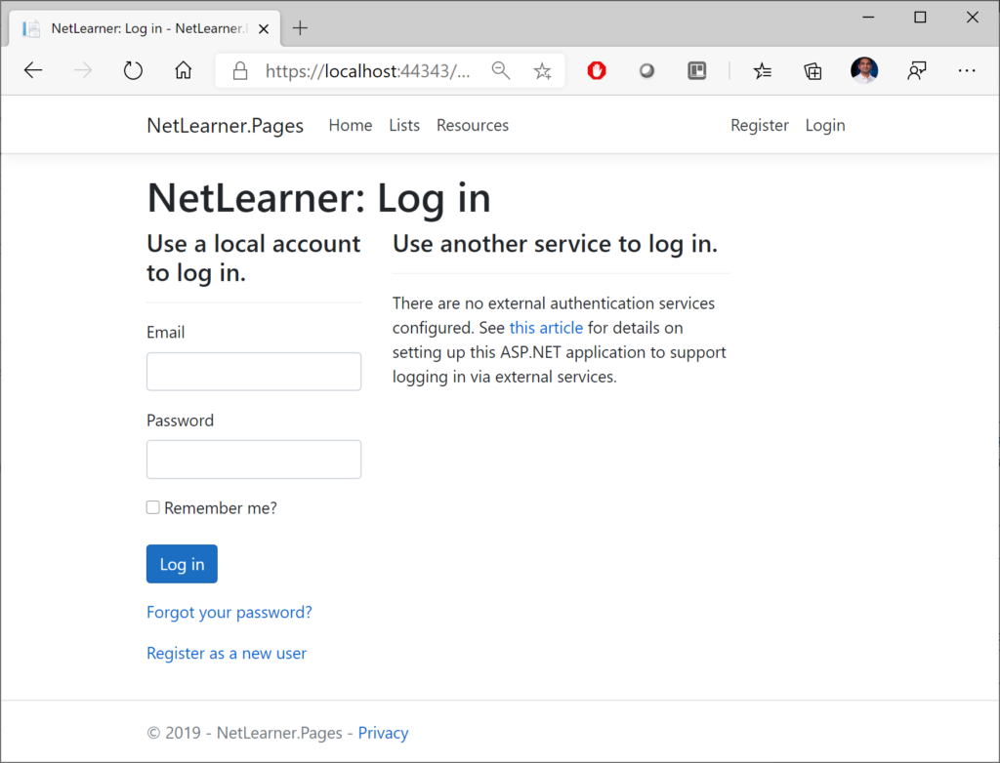 NetLearner: Log in - NetLearner.
https://localhost:44343/...
NetLearner.Pages Home Lists Resources Register Login
NetLearner: Log in
Use a local account
to log in.
Email
Password
Remember me?
Log in
Forgot your password?
Register as a new user
Use another service to log in.
There are no external authentication services
configured. See this article for details on
setting up this ASP.NET application to support
logging in via external services.
© 2019 - NetLearner.Pages - Privacy